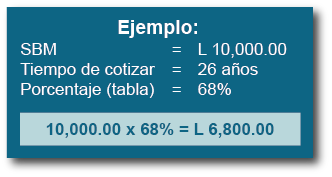 Ejemplo:
SBM = L 10,000.00
Tiempo de cotizar = 26 años
Porcentaje (tabla) = 68%
10,000.00 x 68% = L 6,800.00